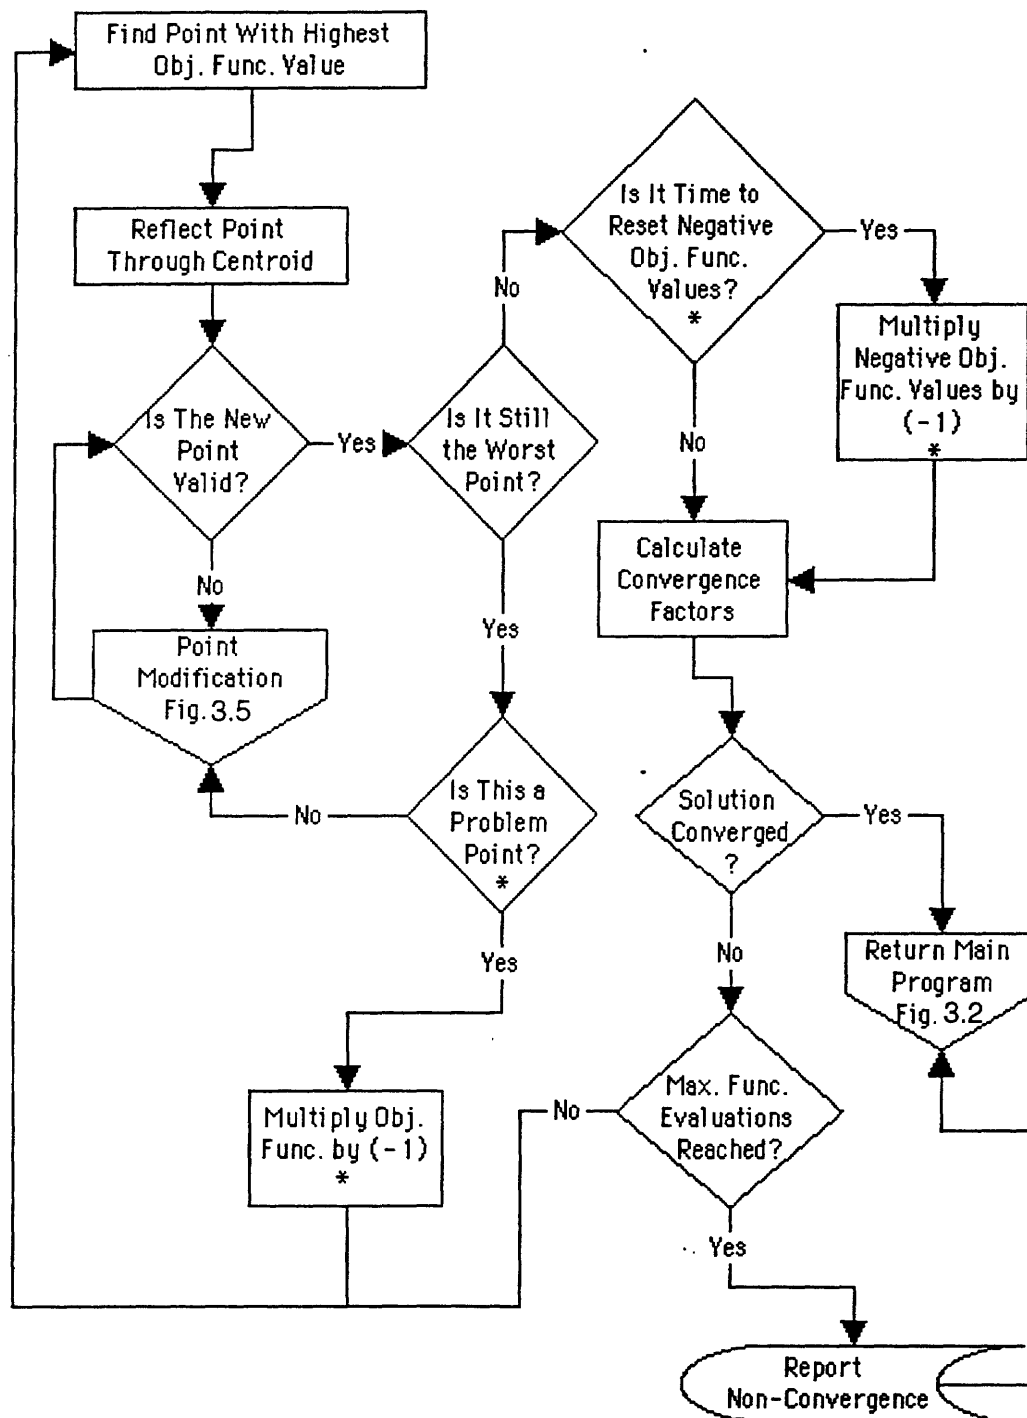 Find Point With Highest
Obj. Func. Value
Reflect Point
Through Centroid
Is The New
Point
Valid?
Yes
No
Point
Modification
Fig. 3.5
Is It Still
the Worst
Point?
No
Yes
Is This a
Problem
Point?
*
No
Yes
Multiply Obj.
Func. by (-1)
*
Is It Time to
Reset Negative
Obj. Func.
Values?
*
Yes
No
Multiply
Negative Obj.
Func. Values by
(-1)
*
Calculate
Convergence
Factors
Solution
Converged
?
Yes
No
Return Main
Program
Fig. 3.2
Max. Func.
Evaluations
Reached?
No
Yes
Report
Non-Convergence